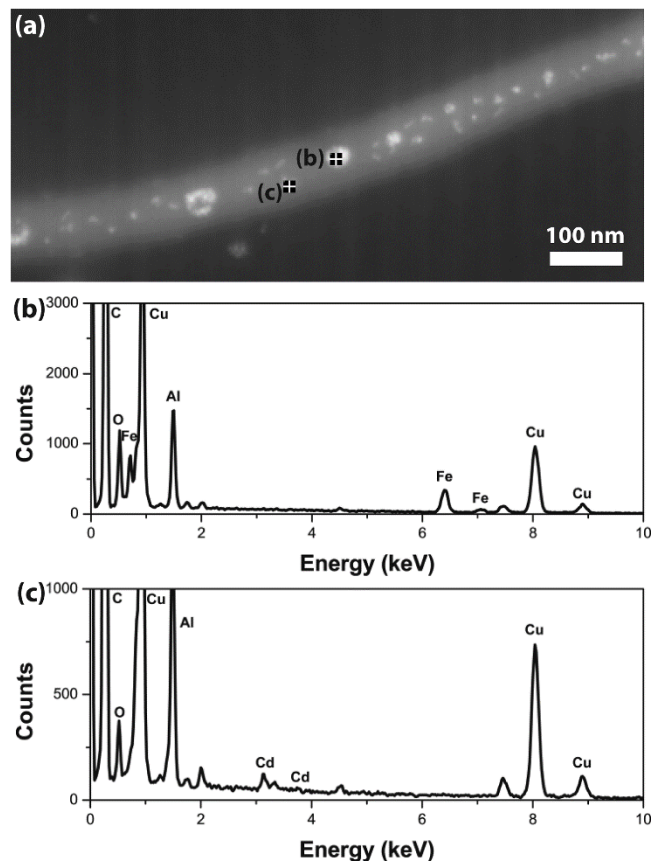 (a)
(b)
(c)
100 nm
(b)
3000
C
Cu
2000
Al
O
Fe
1000
Cu
Fe
Fe
Cu
0
0 2 4 6 8 10
Counts
Energy (keV)
(c)
1000
C
Cu
Al
Cu
500
O
Cd
Cd
Cu
0
0 2 4 6 8 10
Counts
Energy (keV)